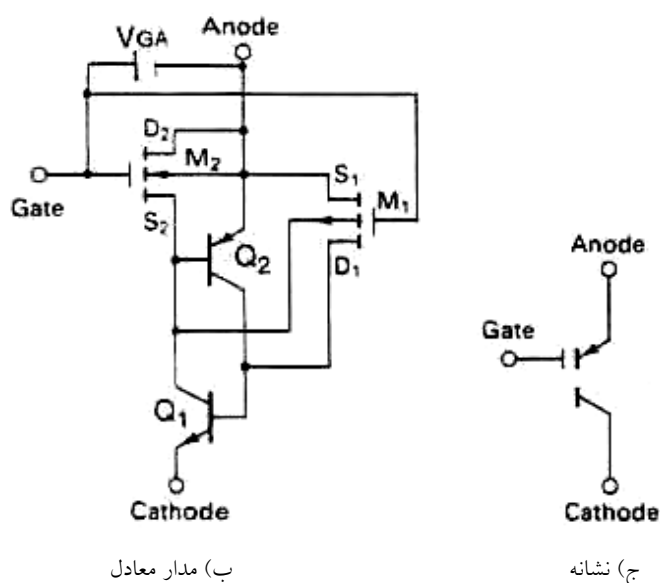 VGA
Anode
D2
M2
Gate
S2
S1
M1
Q2
D1
Q1
Cathode
Anode
Gate
Cathode
ب) مدار معادل
ج) نشانه